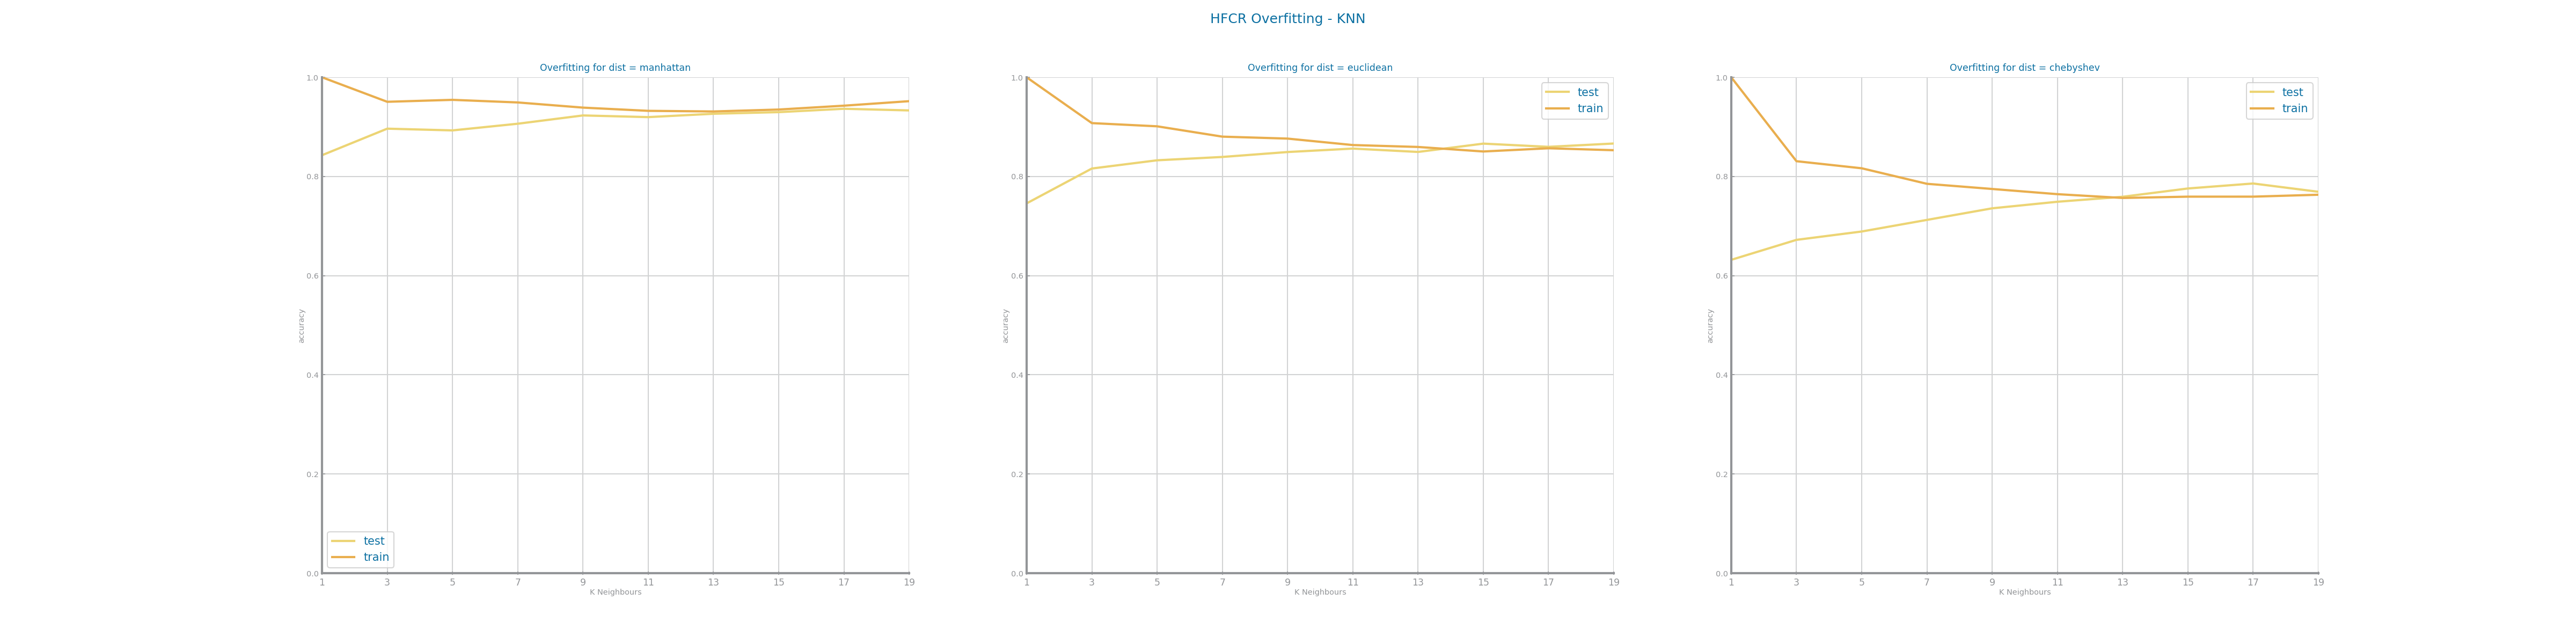 HFCR Overfitting - KNN
Overfitting for dist = manhattan
1.0
0.8
0.6
0.4
0.2
0.0
accuracy
test
train
1 3 5 7 9 11 13 15 17 19
K Neighbours
Overfitting for dist = euclidean
test
train
1.0
0.8
0.6
0.4
0.2
0.0
accuracy
1 3 5 7 9 11 13 15 17 19
K Neighbours
Overfitting for dist = chebyshev
test
train
1.0
0.8
0.6
0.4
0.2
0.0
accuracy
1 3 5 7 9 11 13 15 17 19
K Neighbours